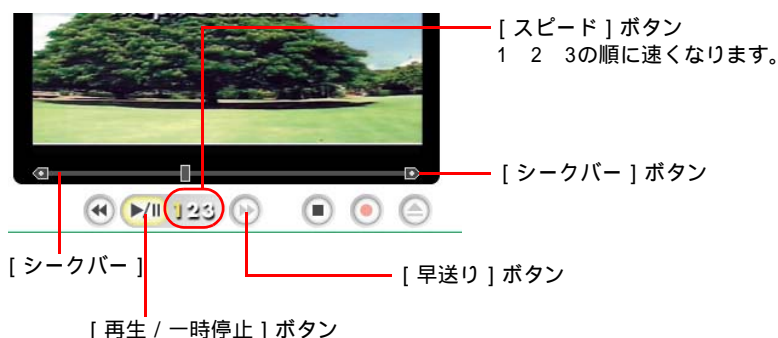 [ スピード ] ボタン
1　2　3の順に速くなります。
[ シークバー ] ボタン
123
[ シークバー ]
[ 早送り ] ボタン
[ 再生 / 一時停止 ] ボタン